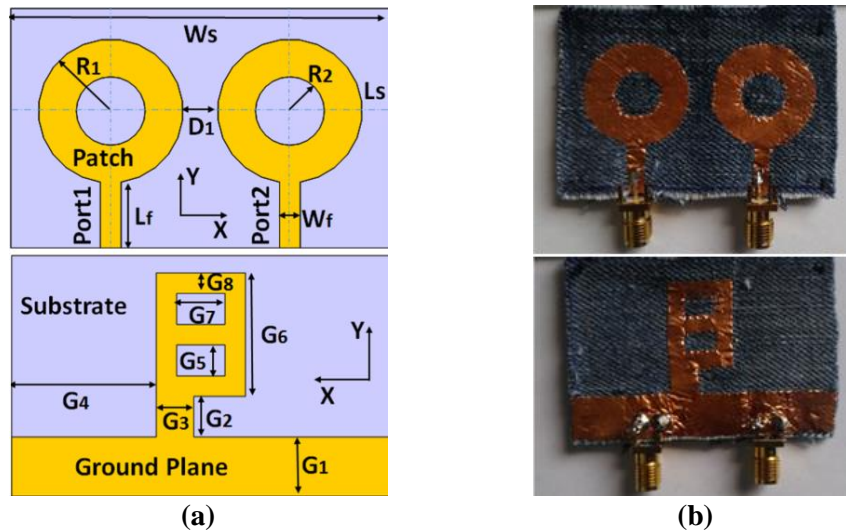 Ws
R1
R2
Ls
D1
Patch
Port1
Lf
Y
X
Port2
Wf
Substrate
G8
G7
G6
G5
Y
X
G4
G3
G2
Ground Plane
G1
(a)
(b)